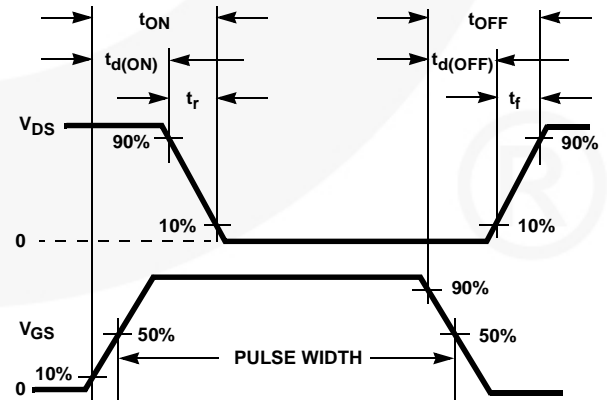 tON tOFF
td(ON) td(OFF)
tr tf
VDS
90% 90%
10% 10%
0
90%
VGS 50% 50%
PULSE WIDTH
10%
0
®